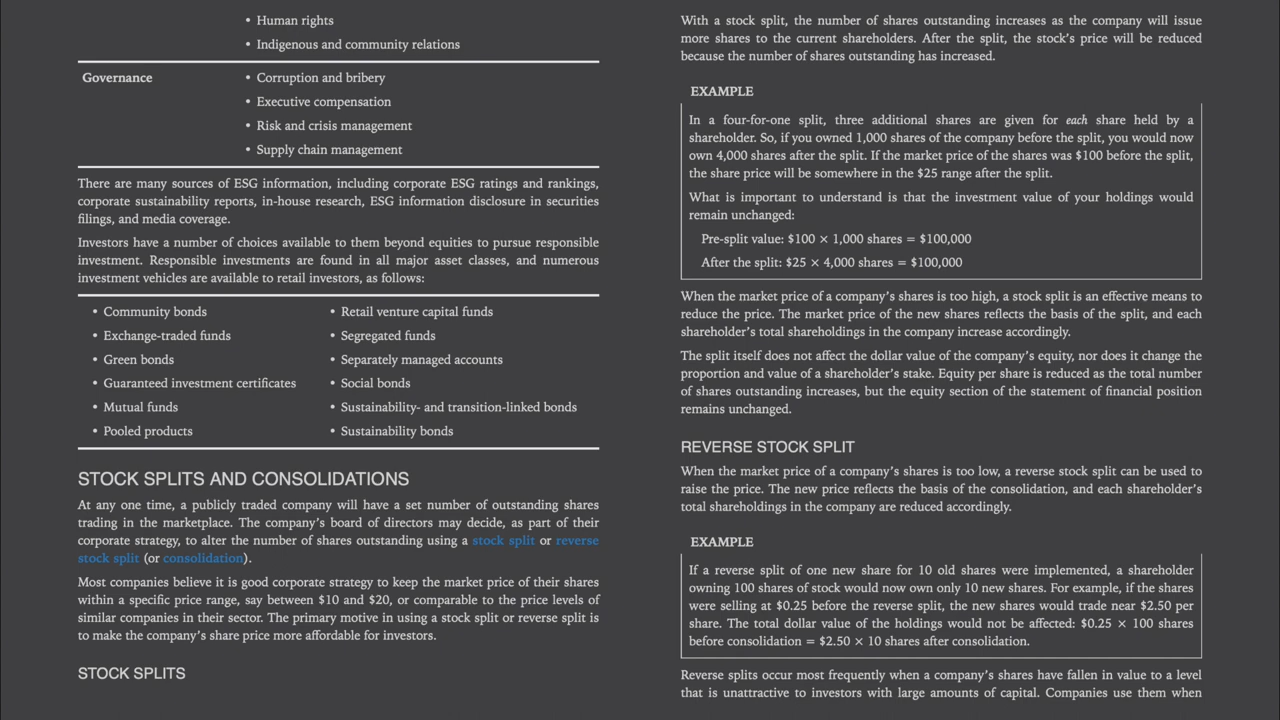 • Human rights
• Indigenous and community relations
Governance
• Corruption and bribery
• Executive compensation
• Risk and crisis management
• Supply chain management
There are many sources of ESG information, including corporate ESG ratings and rankings,
corporate sustainability reports, in-house research, ESG information disclosure in securities
filings, and media coverage.
Investors have a number of choices available to them beyond equities to pursue responsible
investment. Responsible investments are found in all major asset classes, and numerous
investment vehicles are available to retail investors, as follows:
• Community bonds
• Exchange-traded funds
• Green bonds
• Guaranteed investment certificates
• Mutual funds
• Pooled products
• Retail venture capital funds
• Segregated funds
• Separately managed accounts
• Social bonds
• Sustainability- and transition-linked bonds
• Sustainability bonds
STOCK SPLITS AND CONSOLIDATIONS
At any one time, a publicly traded company will have a set number of outstanding shares
trading in the marketplace. The company's board of directors may decide, as part of their
corporate strategy, to alter the number of shares outstanding using a stock split or reverse
stock split (or consolidation).
Most companies believe it is good corporate strategy to keep the market price of their shares
within a specific price range, say between $10 and $20, or comparable to the price levels of
similar companies in their sector. The primary motive in using a stock split or reverse split is
to make the company's share price more affordable for investors.
STOCK SPLITS
With a stock split, the number of shares outstanding increases as the company will issue
more shares to the current shareholders. After the split, the stock's price will be reduced
because the number of shares outstanding has increased.
EXAMPLE
In a four-for-one split, three additional shares are given for each share held by a
shareholder. So, if you owned 1,000 shares of the company before the split, you would now
own 4,000 shares after the split. If the market price of the shares was $100 before the split,
the share price will be somewhere in the $25 range after the split.
What is important to understand is that the investment value of your holdings would
remain unchanged:
Pre-split value: $100 × 1,000 shares = $100,000
After the split: $25 × 4,000 shares = $100,000
When the market price of a company's shares is too high, a stock split is an effective means to
reduce the price. The market price of the new shares reflects the basis of the split, and each
shareholder's total shareholdings in the company increase accordingly.
The split itself does not affect the dollar value of the company's equity, nor does it change the
proportion and value of a shareholder's stake. Equity per share is reduced as the total number
of shares outstanding increases, but the equity section of the statement of financial position
remains unchanged.
REVERSE STOCK SPLIT
When the market price of a company's shares is too low, a reverse stock split can be used to
raise the price. The new price reflects the basis of the consolidation, and each shareholder's
total shareholdings in the company are reduced accordingly.
EXAMPLE
If a reverse split of one new share for 10 old shares were implemented, a shareholder
owning 100 shares of stock would now own only 10 new shares. For example, if the shares
were selling at $0.25 before the reverse split, the new shares would trade near $2.50 per
share. The total dollar value of the holdings would not be affected: $0.25 × 100 shares
before consolidation = $2.50 × 10 shares after consolidation.
Reverse splits occur most frequently when a company's shares have fallen in value to a level
that is unattractive to investors with large amounts of capital. Companies use them when